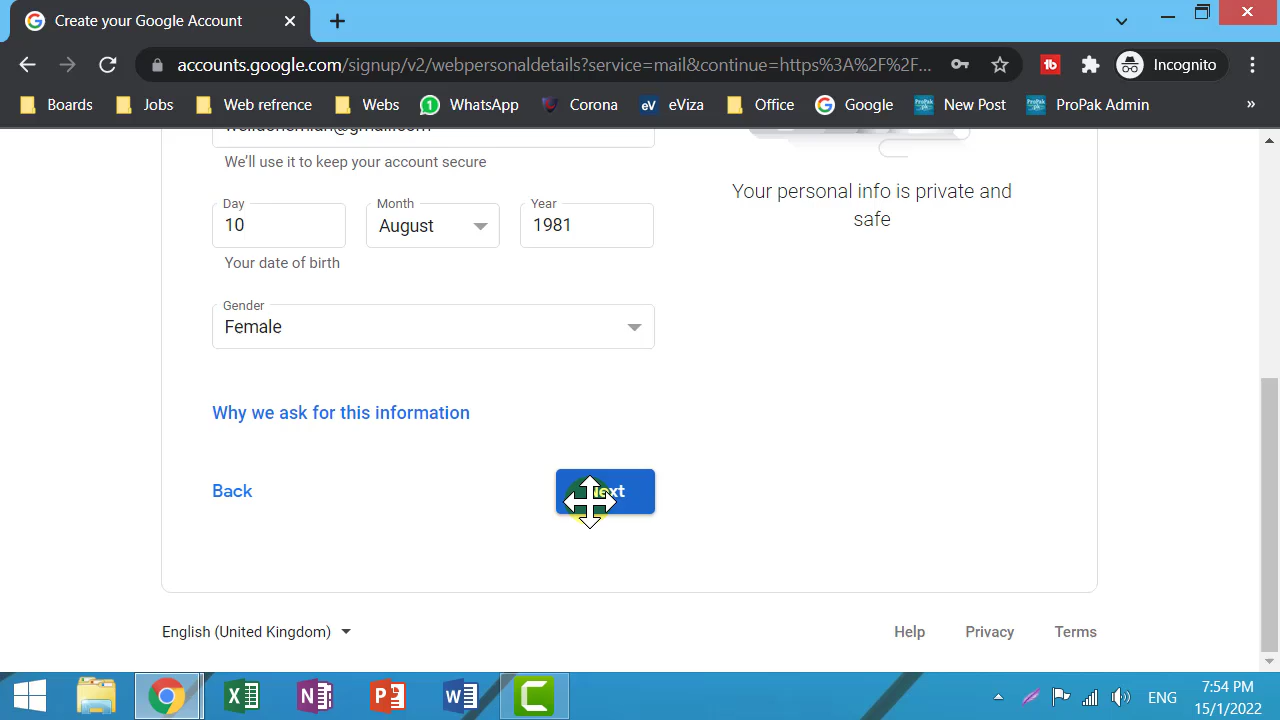 Create your Google Account
accounts.google.com/signup/v2/webpersonaldetails?service=mail&continue=https%3A%2F%2F...
Incognito
Boards
Jobs
Web refrence
Webs
WhatsApp
Corona
eV eViza
Office
Google
New Post
ProPak Admin
»
We'll use it to keep your account secure
Your personal info is private and
safe
Day
10
Month
August
Year
1981
Your date of birth
Gender
Female
Why we ask for this information
Back
Next
English (United Kingdom)
Help
Privacy
Terms
7:54 PM
ENG
15/1/2022